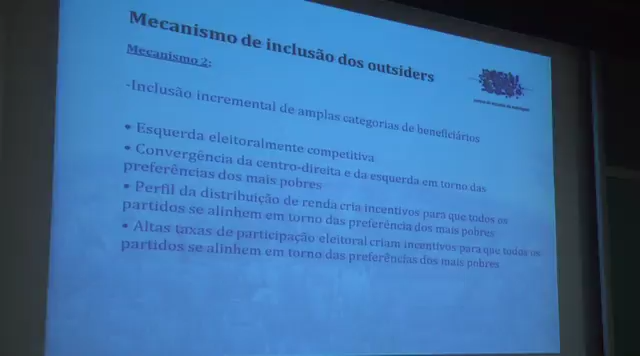 Mecanismo de inclusão dos outsiders
Mecanismo 2:
-Inclusão incremental de amplas categorias de beneficiários
• Esquerda eleitoralmente competitiva
• Convergência da centro-direita e da esquerda em torno das
preferências dos mais pobres
• Perfil da distribuição de renda cria incentivos para que todos os
partidos se alinhem em torno das preferência dos mais pobres
• Altas taxas de participação eleitoral criam incentivos para que todos os
partidos se alinhem em torno das preferências dos mais pobres